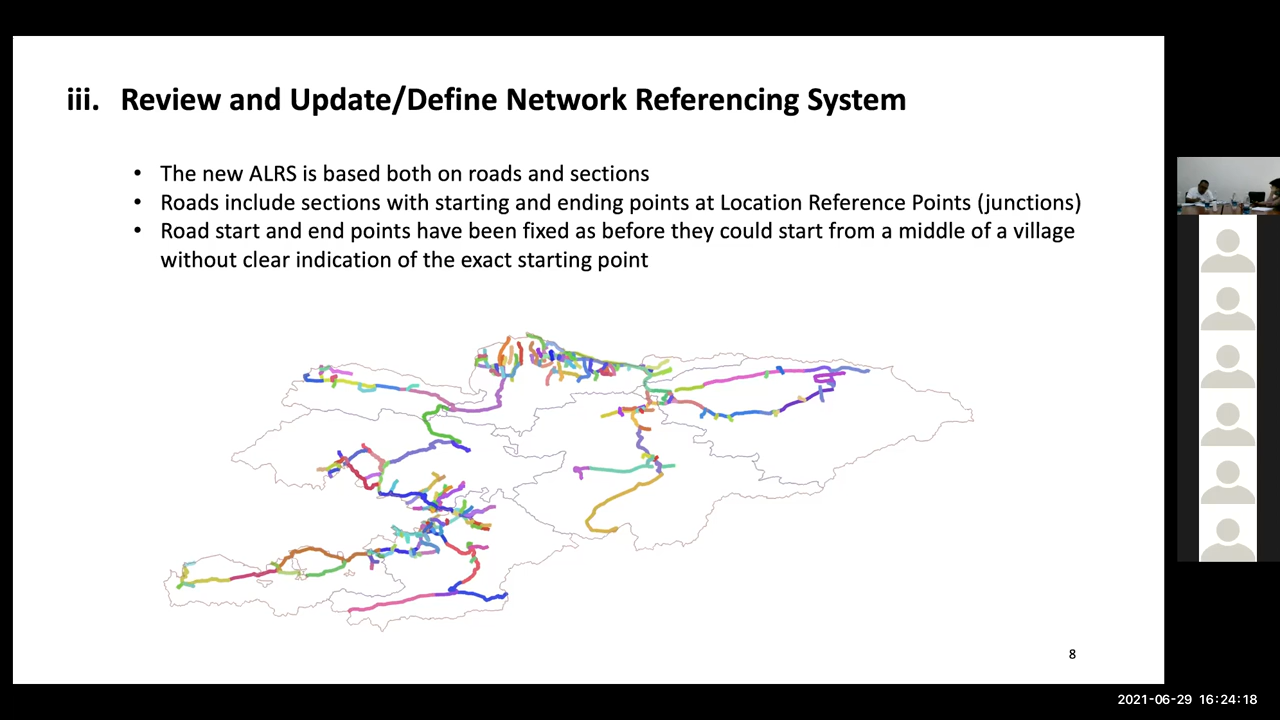 iii. Review and Update/Define Network Referencing System
• The new ALRS is based both on roads and sections
• Roads include sections with starting and ending points at Location Reference Points (junctions)
• Road start and end points have been fixed as before they could start from a middle of a village
without clear indication of the exact starting point
8
2021-06-29 16:24:18